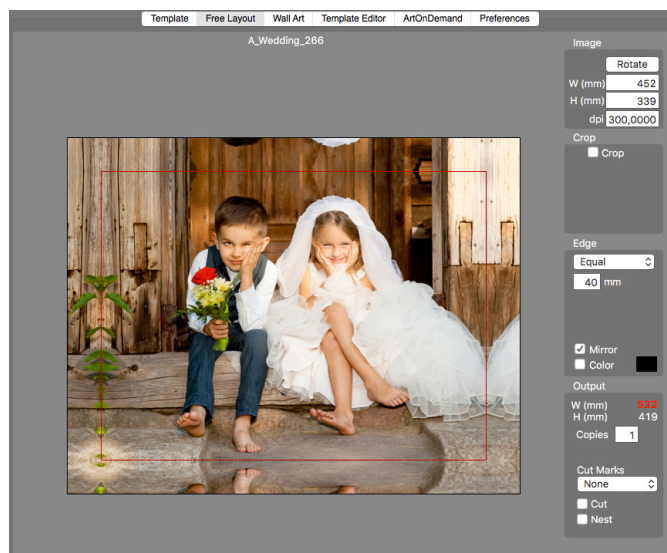 Template Free Layout Wall Art Template Editor ArtOnDemand Preferences
A_Wedding_266
Image
Rotate
W (mm) 452
H (mm) 339
dpi 300,0000
Crop
Crop
Edge
Equal
40 mm
Mirror
Color
Output
W (mm) 532
H (mm) 419
Copies 1
Cut Marks
None
Cut
Nest